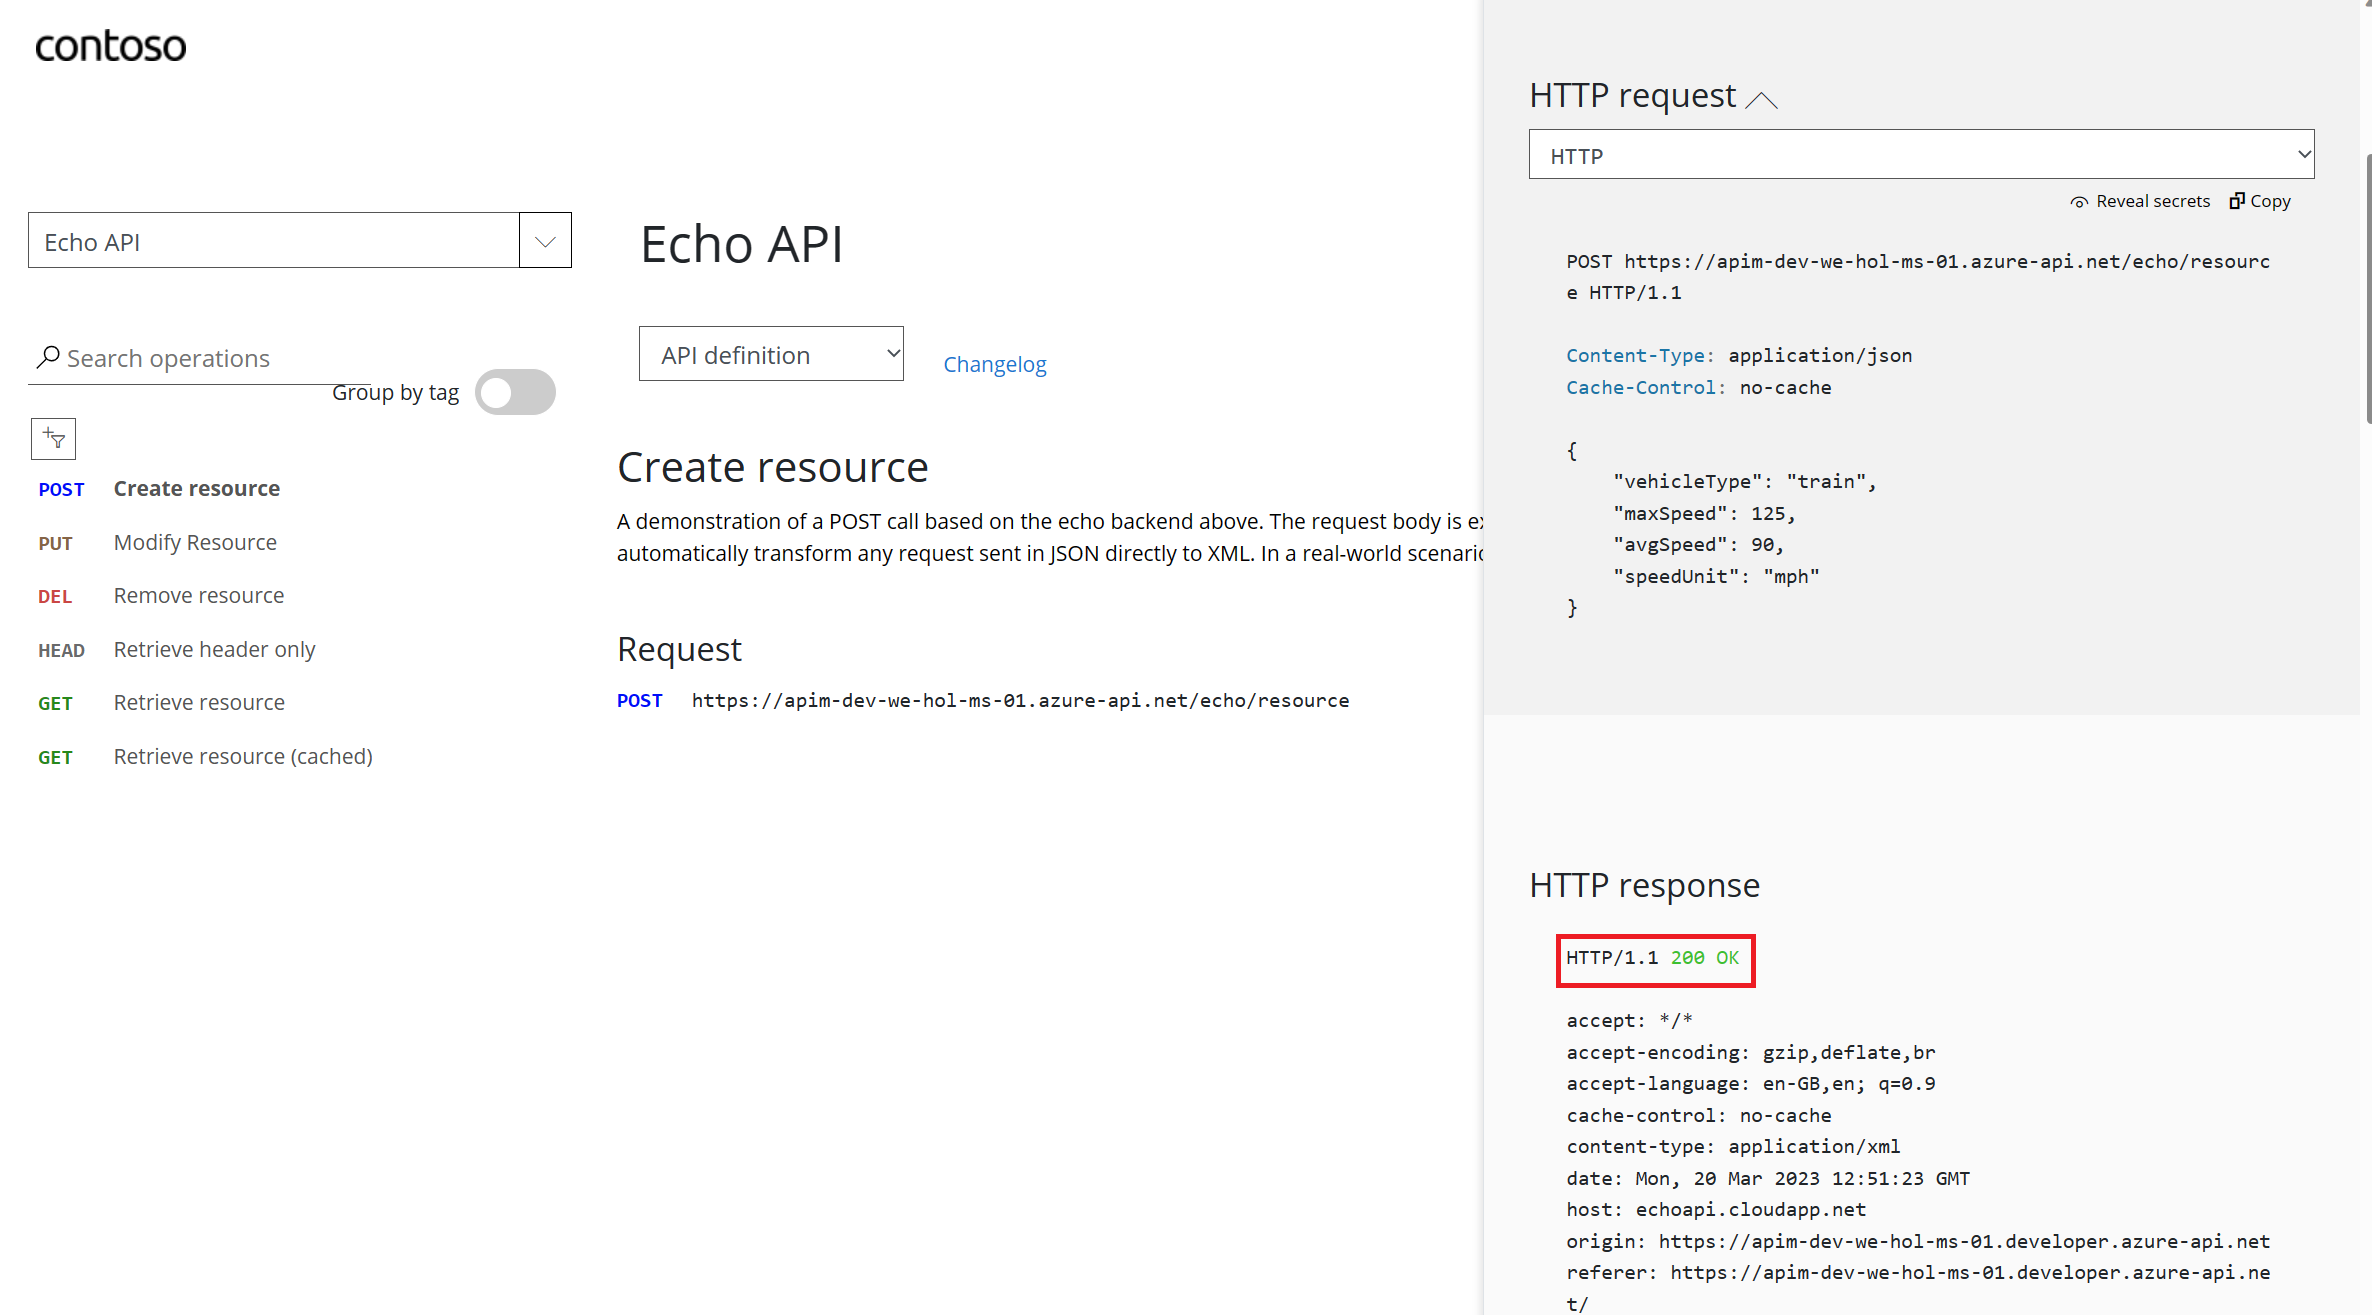 contoso
Echo API
Search operations
Group by tag
POST Create resource
PUT Modify Resource
DEL Remove resource
HEAD Retrieve header only
GET Retrieve resource
GET Retrieve resource (cached)
Echo API
API definition
Changelog
Create resource
A demonstration of a POST call based on the echo backend above. The request body is e
automatically transform any request sent in JSON directly to XML. In a real-world scenari
Request
POST https://apim-dev-we-hol-ms-01.azure-api.net/echo/resource
HTTP request
HTTP
Reveal secrets Copy
POST https://apim-dev-we-hol-ms-01.azure-api.net/echo/resourc
e HTTP/1.1
Content-Type: application/json
Cache-Control: no-cache
{
"vehicleType": "train",
"maxSpeed": 125,
"avgSpeed": 90,
"speedUnit": "mph"
}
HTTP response
HTTP/1.1 200 OK
accept: */*
accept-encoding: gzip,deflate,br
accept-language: en-GB,en; q=0.9
cache-control: no-cache
content-type: application/xml
date: Mon, 20 Mar 2023 12:51:23 GMT
host: echoapi.cloudapp.net
origin: https://apim-dev-we-hol-ms-01.developer.azure-api.net
referer: https://apim-dev-we-hol-ms-01.developer.azure-api.ne
t/